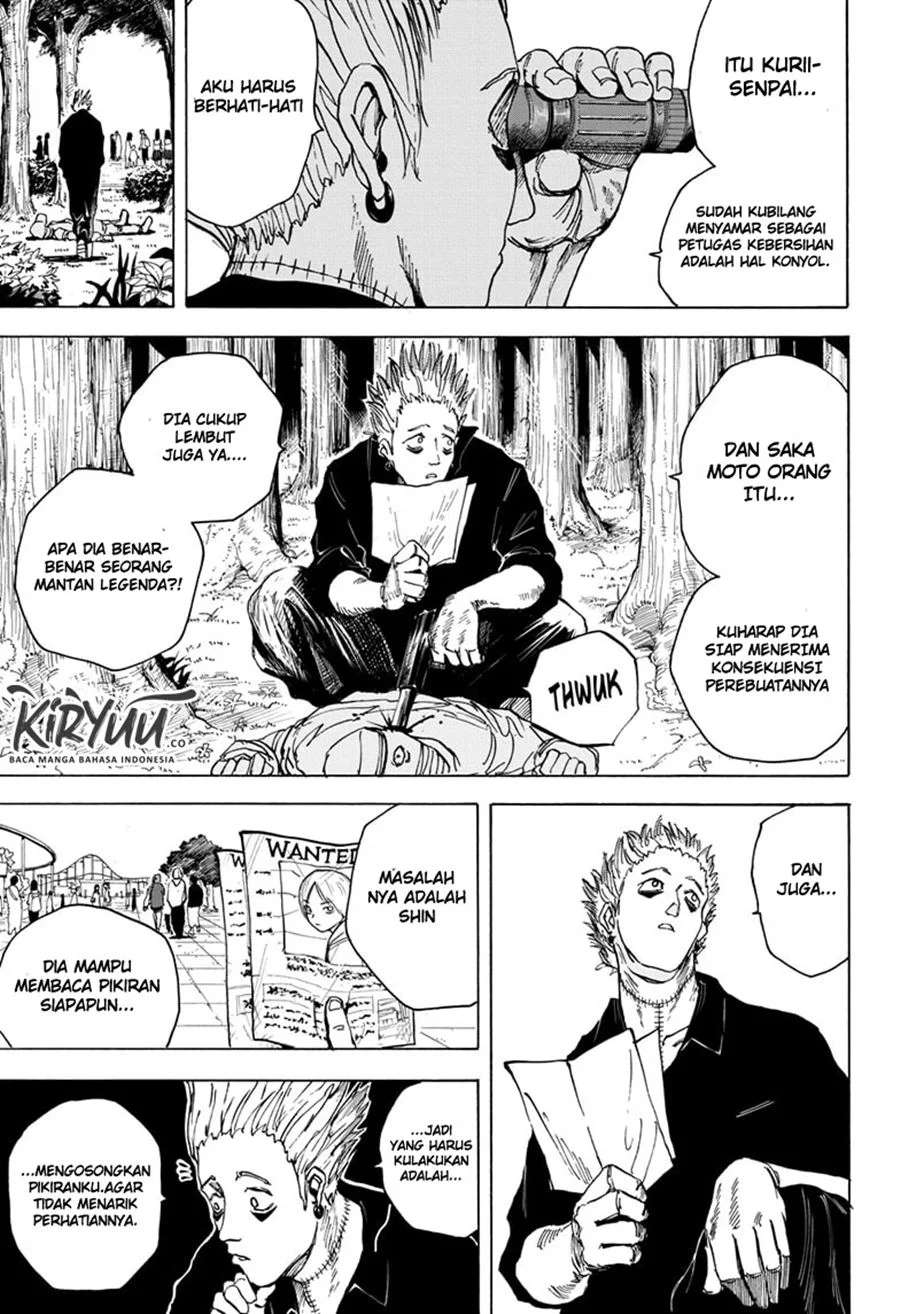 ITU KURII-
SENPAI...
SUDAH KUBILANG
MENYAMAR SEBAGAI
PETUGAS KEBERSIHAN
ADALAH HAL KONYOL.
AKU HARUS
BERHATI-HATI
DAN SAKA
MOTO ORANG
ITU...
KUHARAP DIA
SIAP MENERIMA
KONSEKUENSI
PEREBUATANNYA
DIA CUKUP
LEMBUT
JUGA YA....
APA DIA BENAR-
BENAR SEORANG
MANTAN LEGENDA?!
THWUK
KIRYUU
.CO
BACA MANGA BAHASA INDONESIA
DAN
JUGA...
WANTED
W
MASALAH
NYA ADALAH
SHIN
DIA MAMPU
MEMBACA PIKIRAN
SIAPAPUN...
...JADI
YANG HARUS
KULAKUKAN
ADALAH...
...MENGOSONGKAN
PIKIRANKU.AGAR
TIDAK MENARIK
PERHATIANNYA.